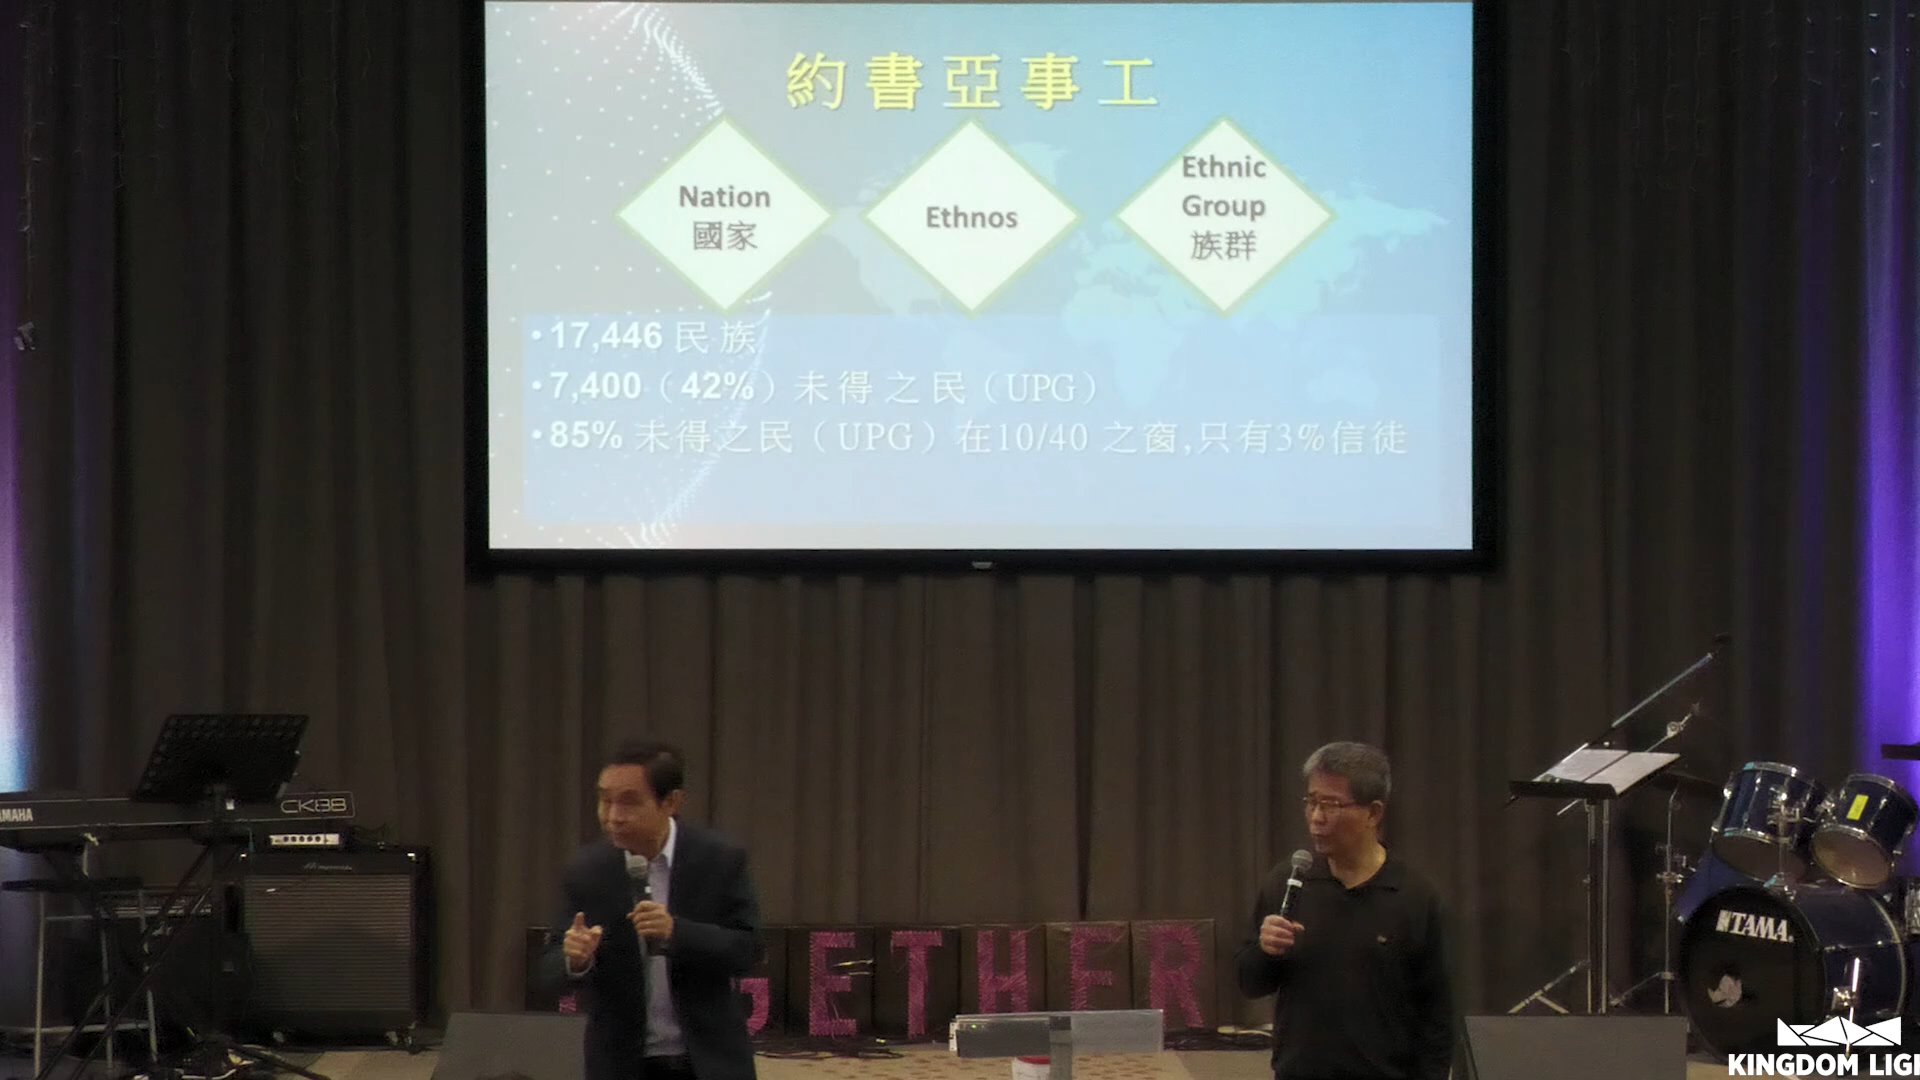 約書亞事工
Nation
國家
Ethnos
Ethnic
Group
族群
• 17,446 民族
• 7,400（42%）未得之民（UPG）
• 85% 未得之民（UPG）在10/40 之窗,只有3%信徒
CK88
TAMA
GETHER
KINGDOM